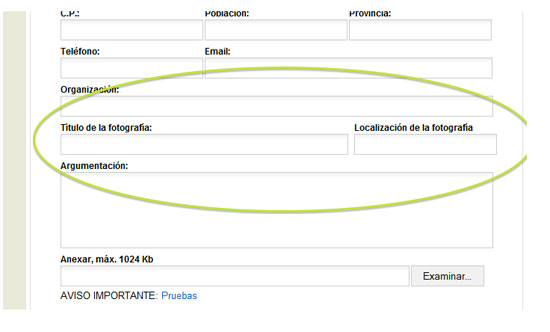 C.P.: Población: Provincia:
Teléfono: Email:
Organización:
Título de la fotografía: Localización de la fotografía
Argumentación:
Anexar, máx. 1024 Kb
Examinar...
AVISO IMPORTANTE: Pruebas